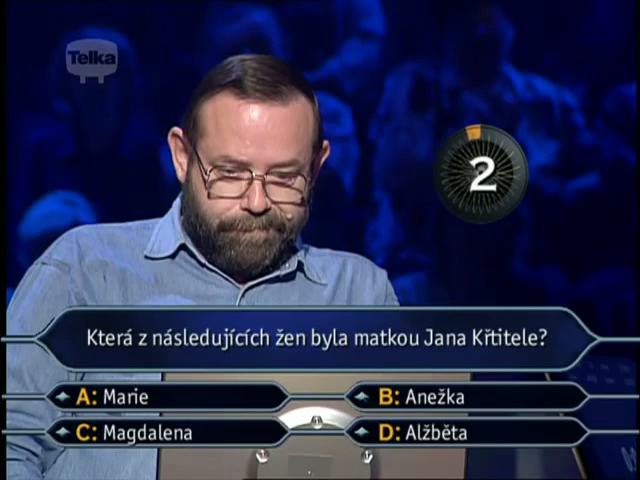 Telka
2
Která z následujících žen byla matkou Jana Křtitele?
A: Marie
B: Anežka
C: Magdalena
D: Alžběta